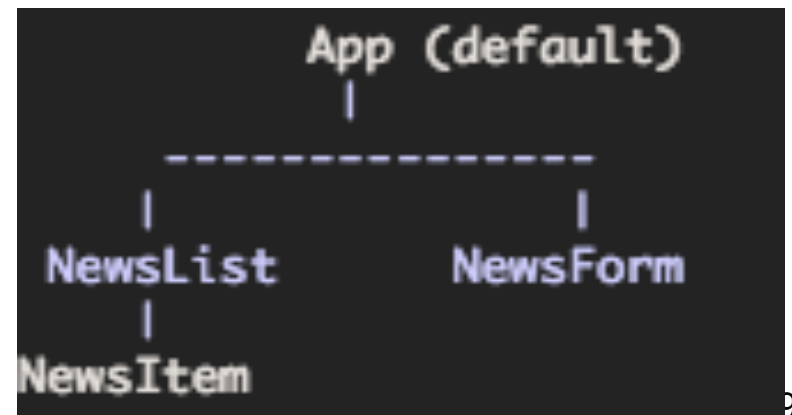 App (default)
|
---------------
|                |
NewsList        NewsForm
|
NewsItem